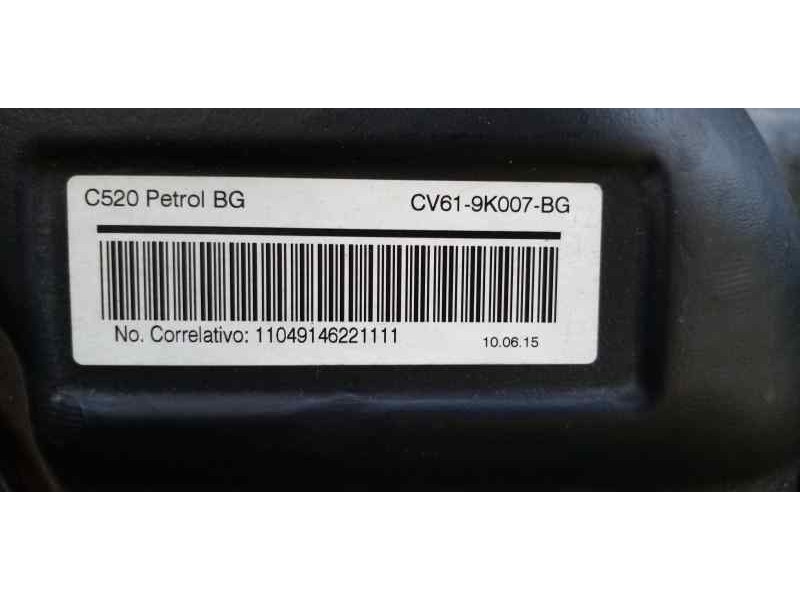 C520 Petrol BG CV61-9K007-BG
No. Correlativo: 11049146221111 10.06.15